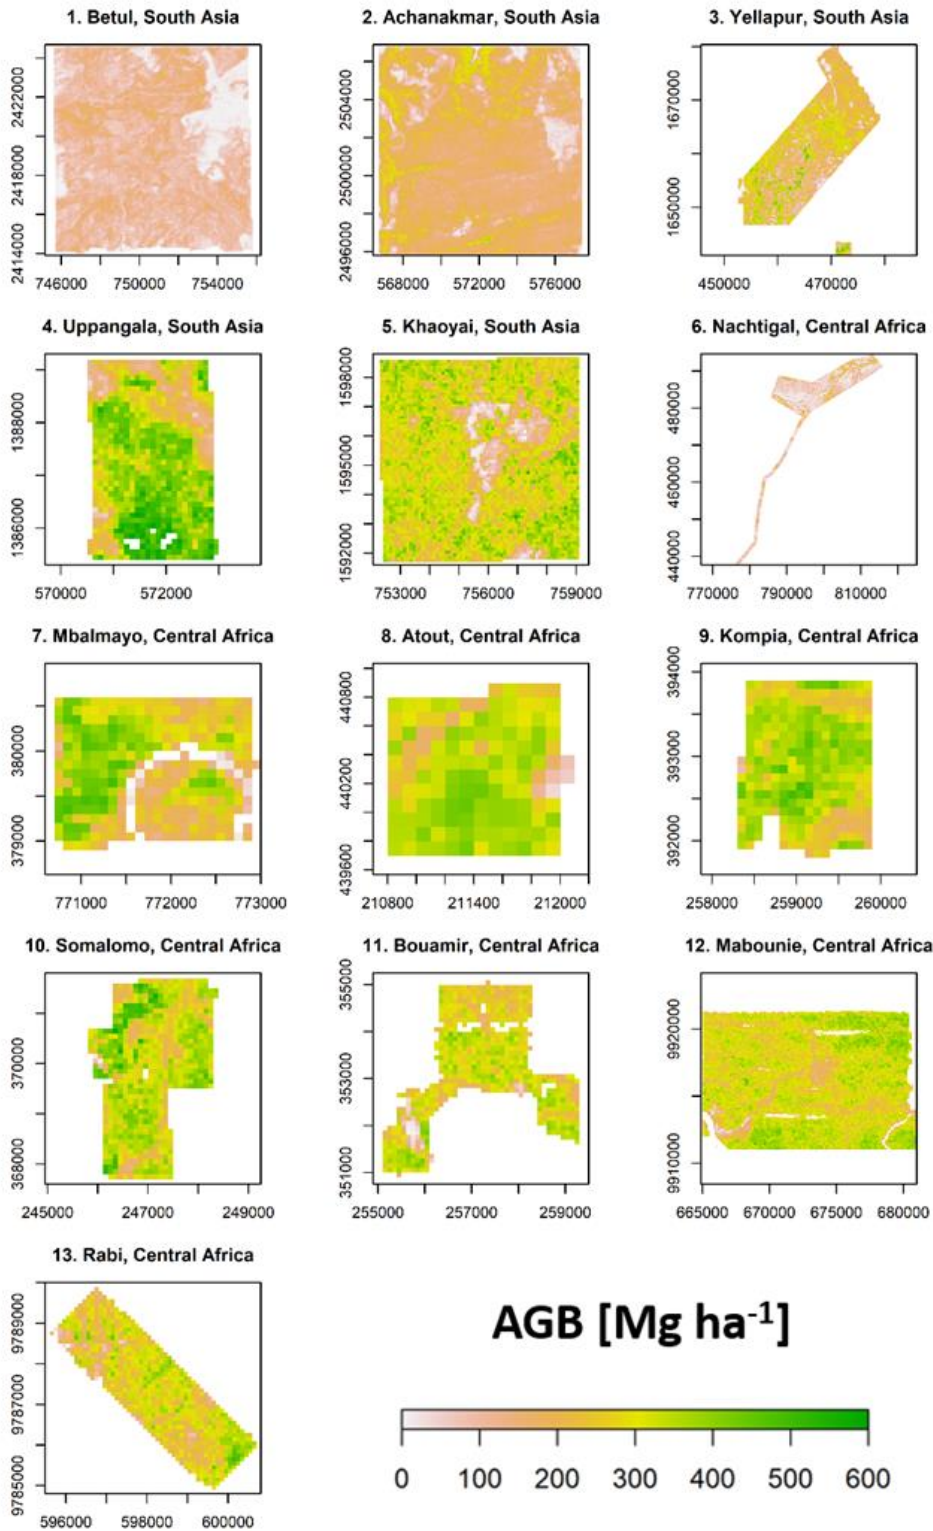 1. Betul, South Asia
2414000 2418000 2422000
746000 750000 754000
2. Achanakmar, South Asia
2496000 2500000 2504000
568000 572000 576000
3. Yellapur, South Asia
1650000 1670000
450000 470000
4. Uppangala, South Asia
1386000 1388000
570000 572000
5. Khaoyai, South Asia
1592000 1595000 1598000
753000 756000 759000
6. Nachtigal, Central Africa
440000 460000 480000
770000 790000 810000
7. Mbalmayo, Central Africa
379000 380000
771000 772000 773000
8. Atout, Central Africa
439600 440200 440800
210800 211400 212000
9. Kompia, Central Africa
392000 393000 394000
258000 259000 260000
10. Somalomo, Central Africa
368000 370000
245000 247000 249000
11. Bouamir, Central Africa
351000 353000 355000
255000 257000 259000
12. Mabounie, Central Africa
9910000 9920000
665000 670000 675000 680000
13. Rabi, Central Africa
9785000 9787000 9789000
596000 598000 600000
AGB [Mg ha-1]
0 100 200 300 400 500 600